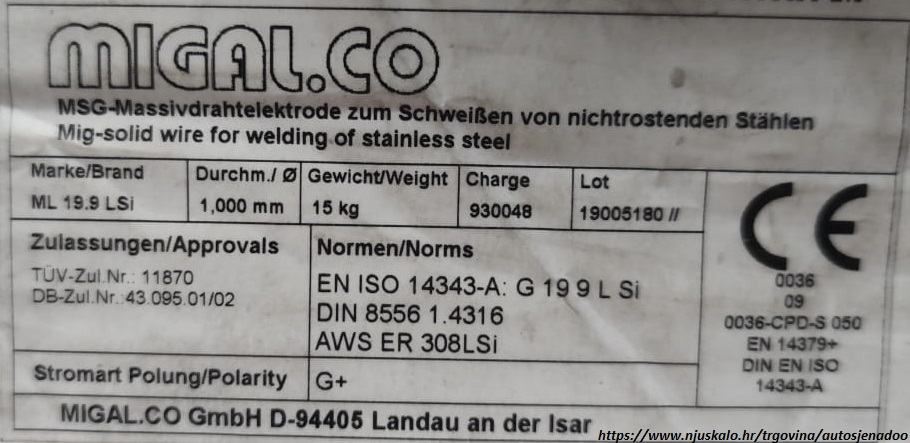 MIGAL.CO
MSG-Massivdrahtelektrode zum Schweißen von nichtrostenden Stählen
Mig-solid wire for welding of stainless steel
Marke/Brand
ML 19.9 LSi
Durchm./ Ø
1,000 mm
Gewicht/Weight
15 kg
Charge
930048
Lot
19005180 //
Zulassungen/Approvals
TÜV-Zul.Nr.: 11870
DB-Zul.Nr.:43.095.01/02
Normen/Norms
EN ISO 14343-A: G 19 9 L Si
DIN 8556 1.4316
AWS ER 308LSi
CE
0036
09
0036-CPD-S 050
EN 14379+
DIN EN ISO
14343-A
Stromart Polung/Polarity
G+
MIGAL.CO GmbH D-94405 Landau an der Isar
https://www.njuskalo.hr/trgovina/autosjenadoo